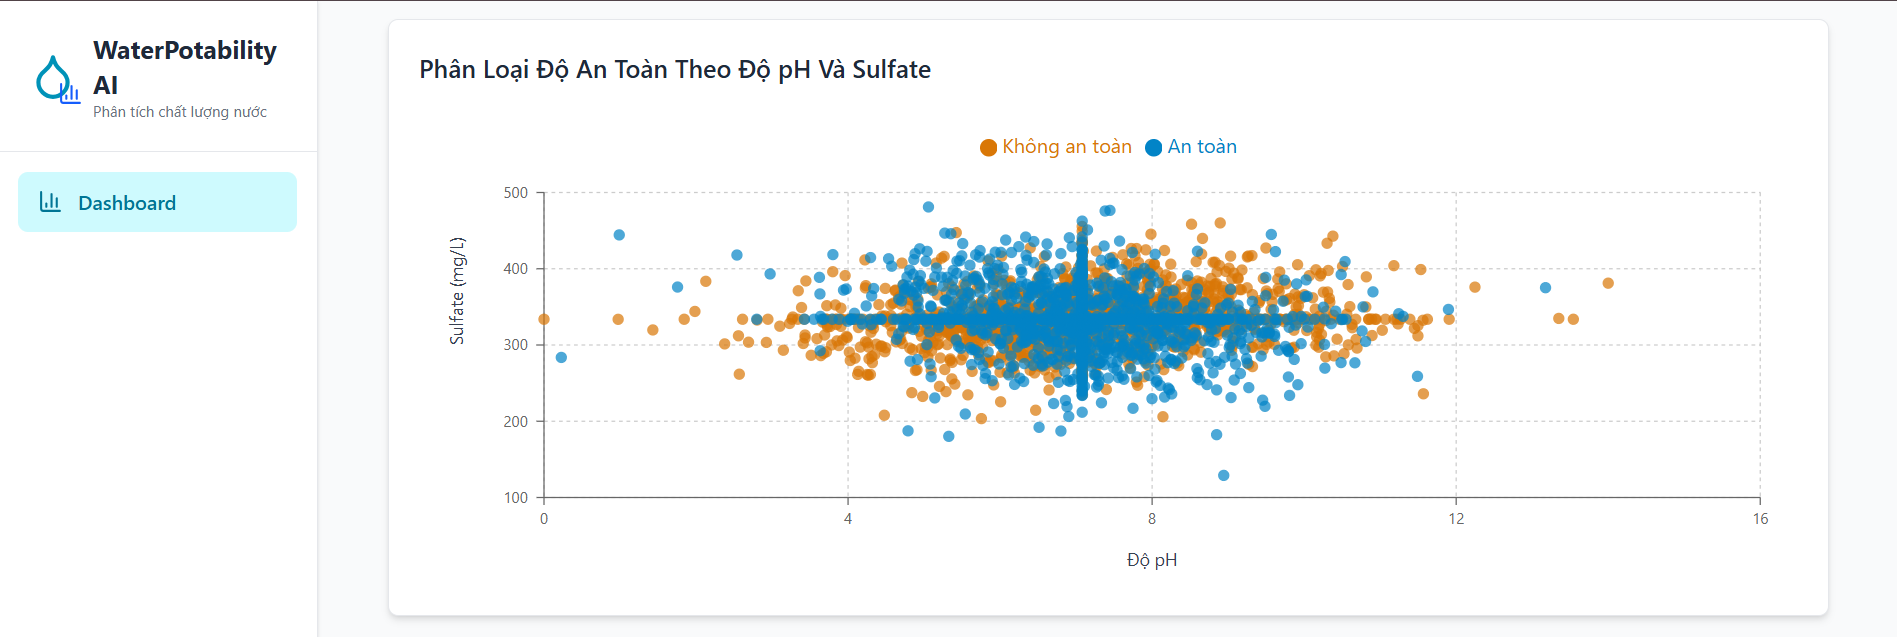 WaterPotability
AI
Phân tích chất lượng nước
Dashboard
Phân Loại Độ An Toàn Theo Độ pH Và Sulfate
Không an toàn An toàn
Sulfate (mg/L)
500
400
300
200
100
0 4 8 12 16
Độ pH